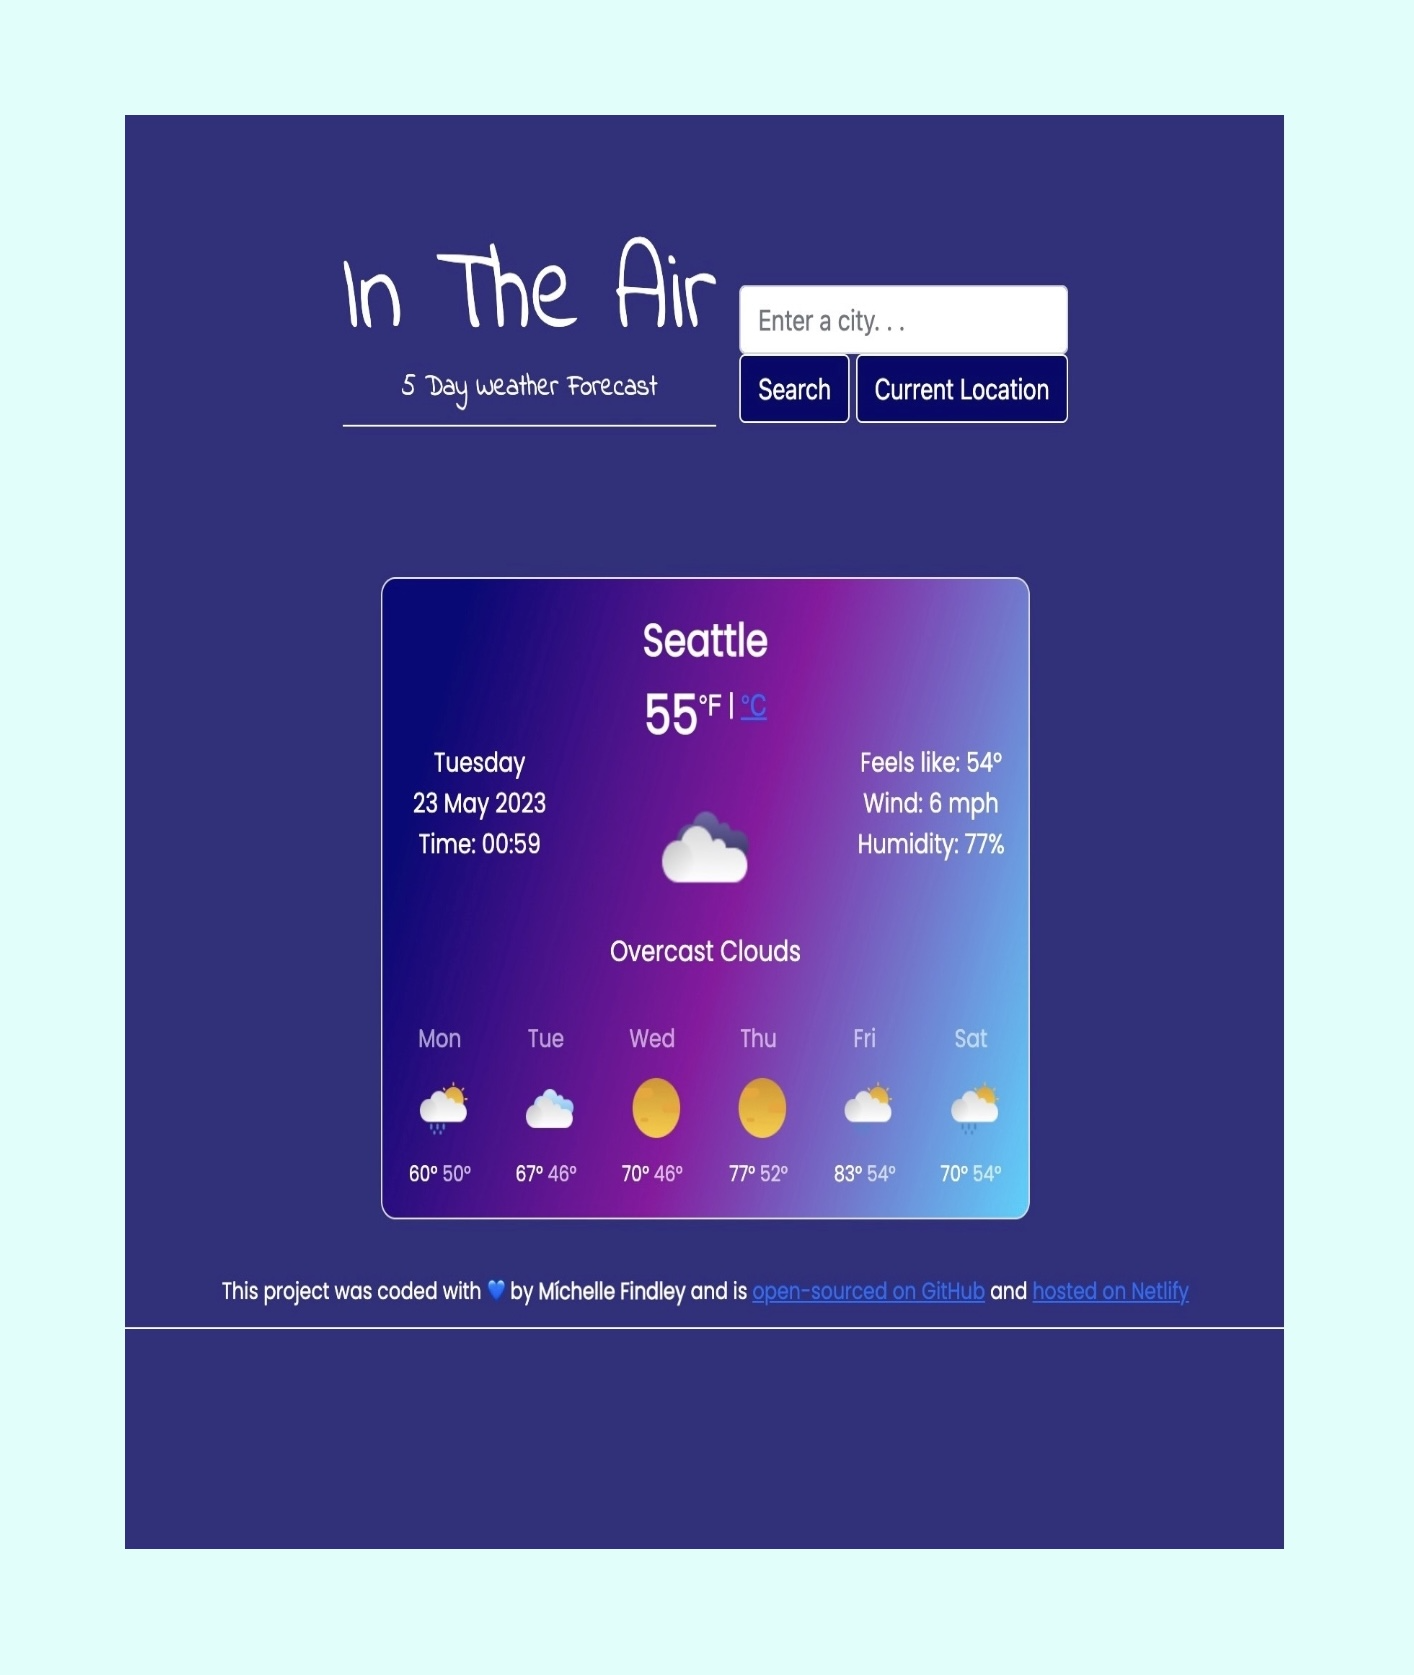 In The Air
5 Day Weather Forecast
Enter a city. . .
Search
Current Location
Seattle
55°F | °C
Tuesday
23 May 2023
Time: 00:59
Feels like: 54°
Wind: 6 mph
Humidity: 77%
Overcast Clouds
Mon Tue Wed Thu Fri Sat
60° 50° 67° 46° 70° 46° 77° 52° 83° 54° 70° 54°
This project was coded with 💙 by Míchelle Findley and is open-sourced on GitHub and hosted on Netlify